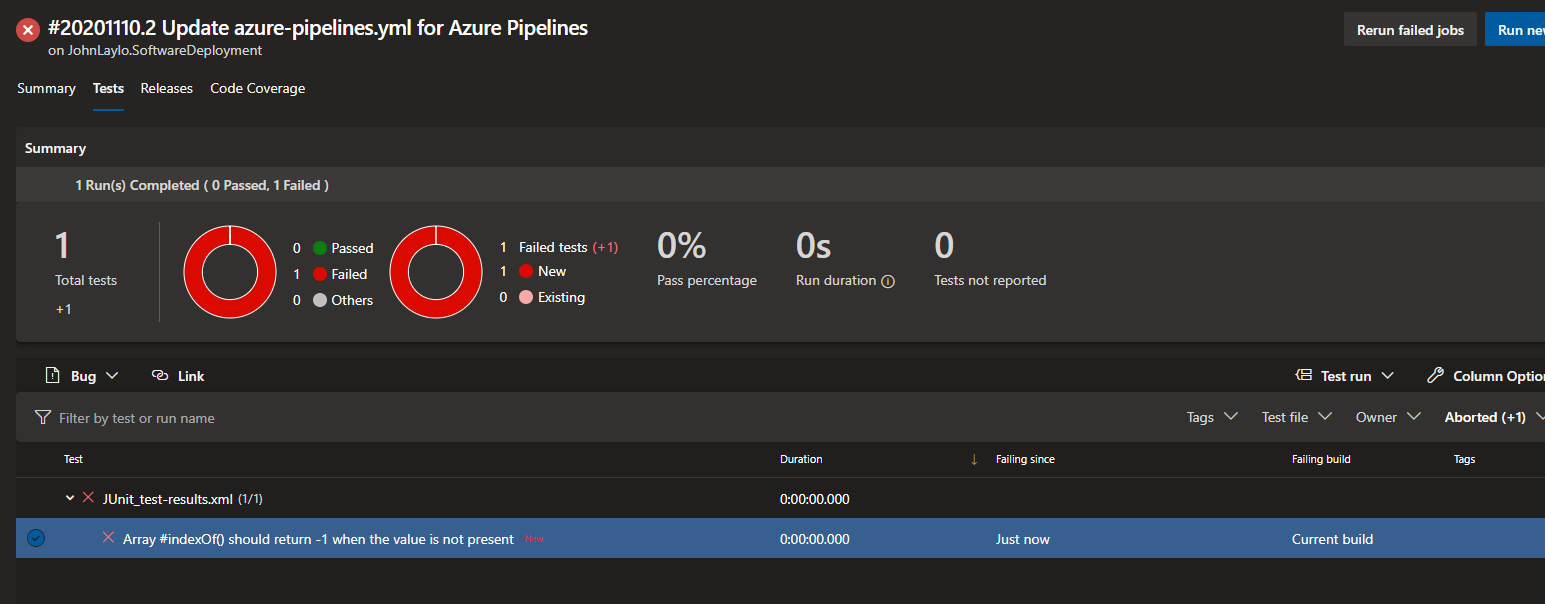 #20201110.2 Update azure-pipelines.yml for Azure Pipelines
on JohnLaylo.SoftwareDeployment
Rerun failed jobs
Run new
Summary Tests Releases Code Coverage
Summary
1 Run(s) Completed ( 0 Passed, 1 Failed )
1
Total tests
+1
0 Passed
1 Failed
0 Others
1 Failed tests (+1)
1 New
0 Existing
0%
Pass percentage
0s
Run duration
0
Tests not reported
Bug Link Test run Column Optio
Filter by test or run name Tags Test file Owner Aborted (+1)
Test Duration Failing since Failing build Tags
JUnit_test-results.xml (1/1) 0:00:00.000
Array #indexOf() should return -1 when the value is not present New 0:00:00.000 Just now Current build